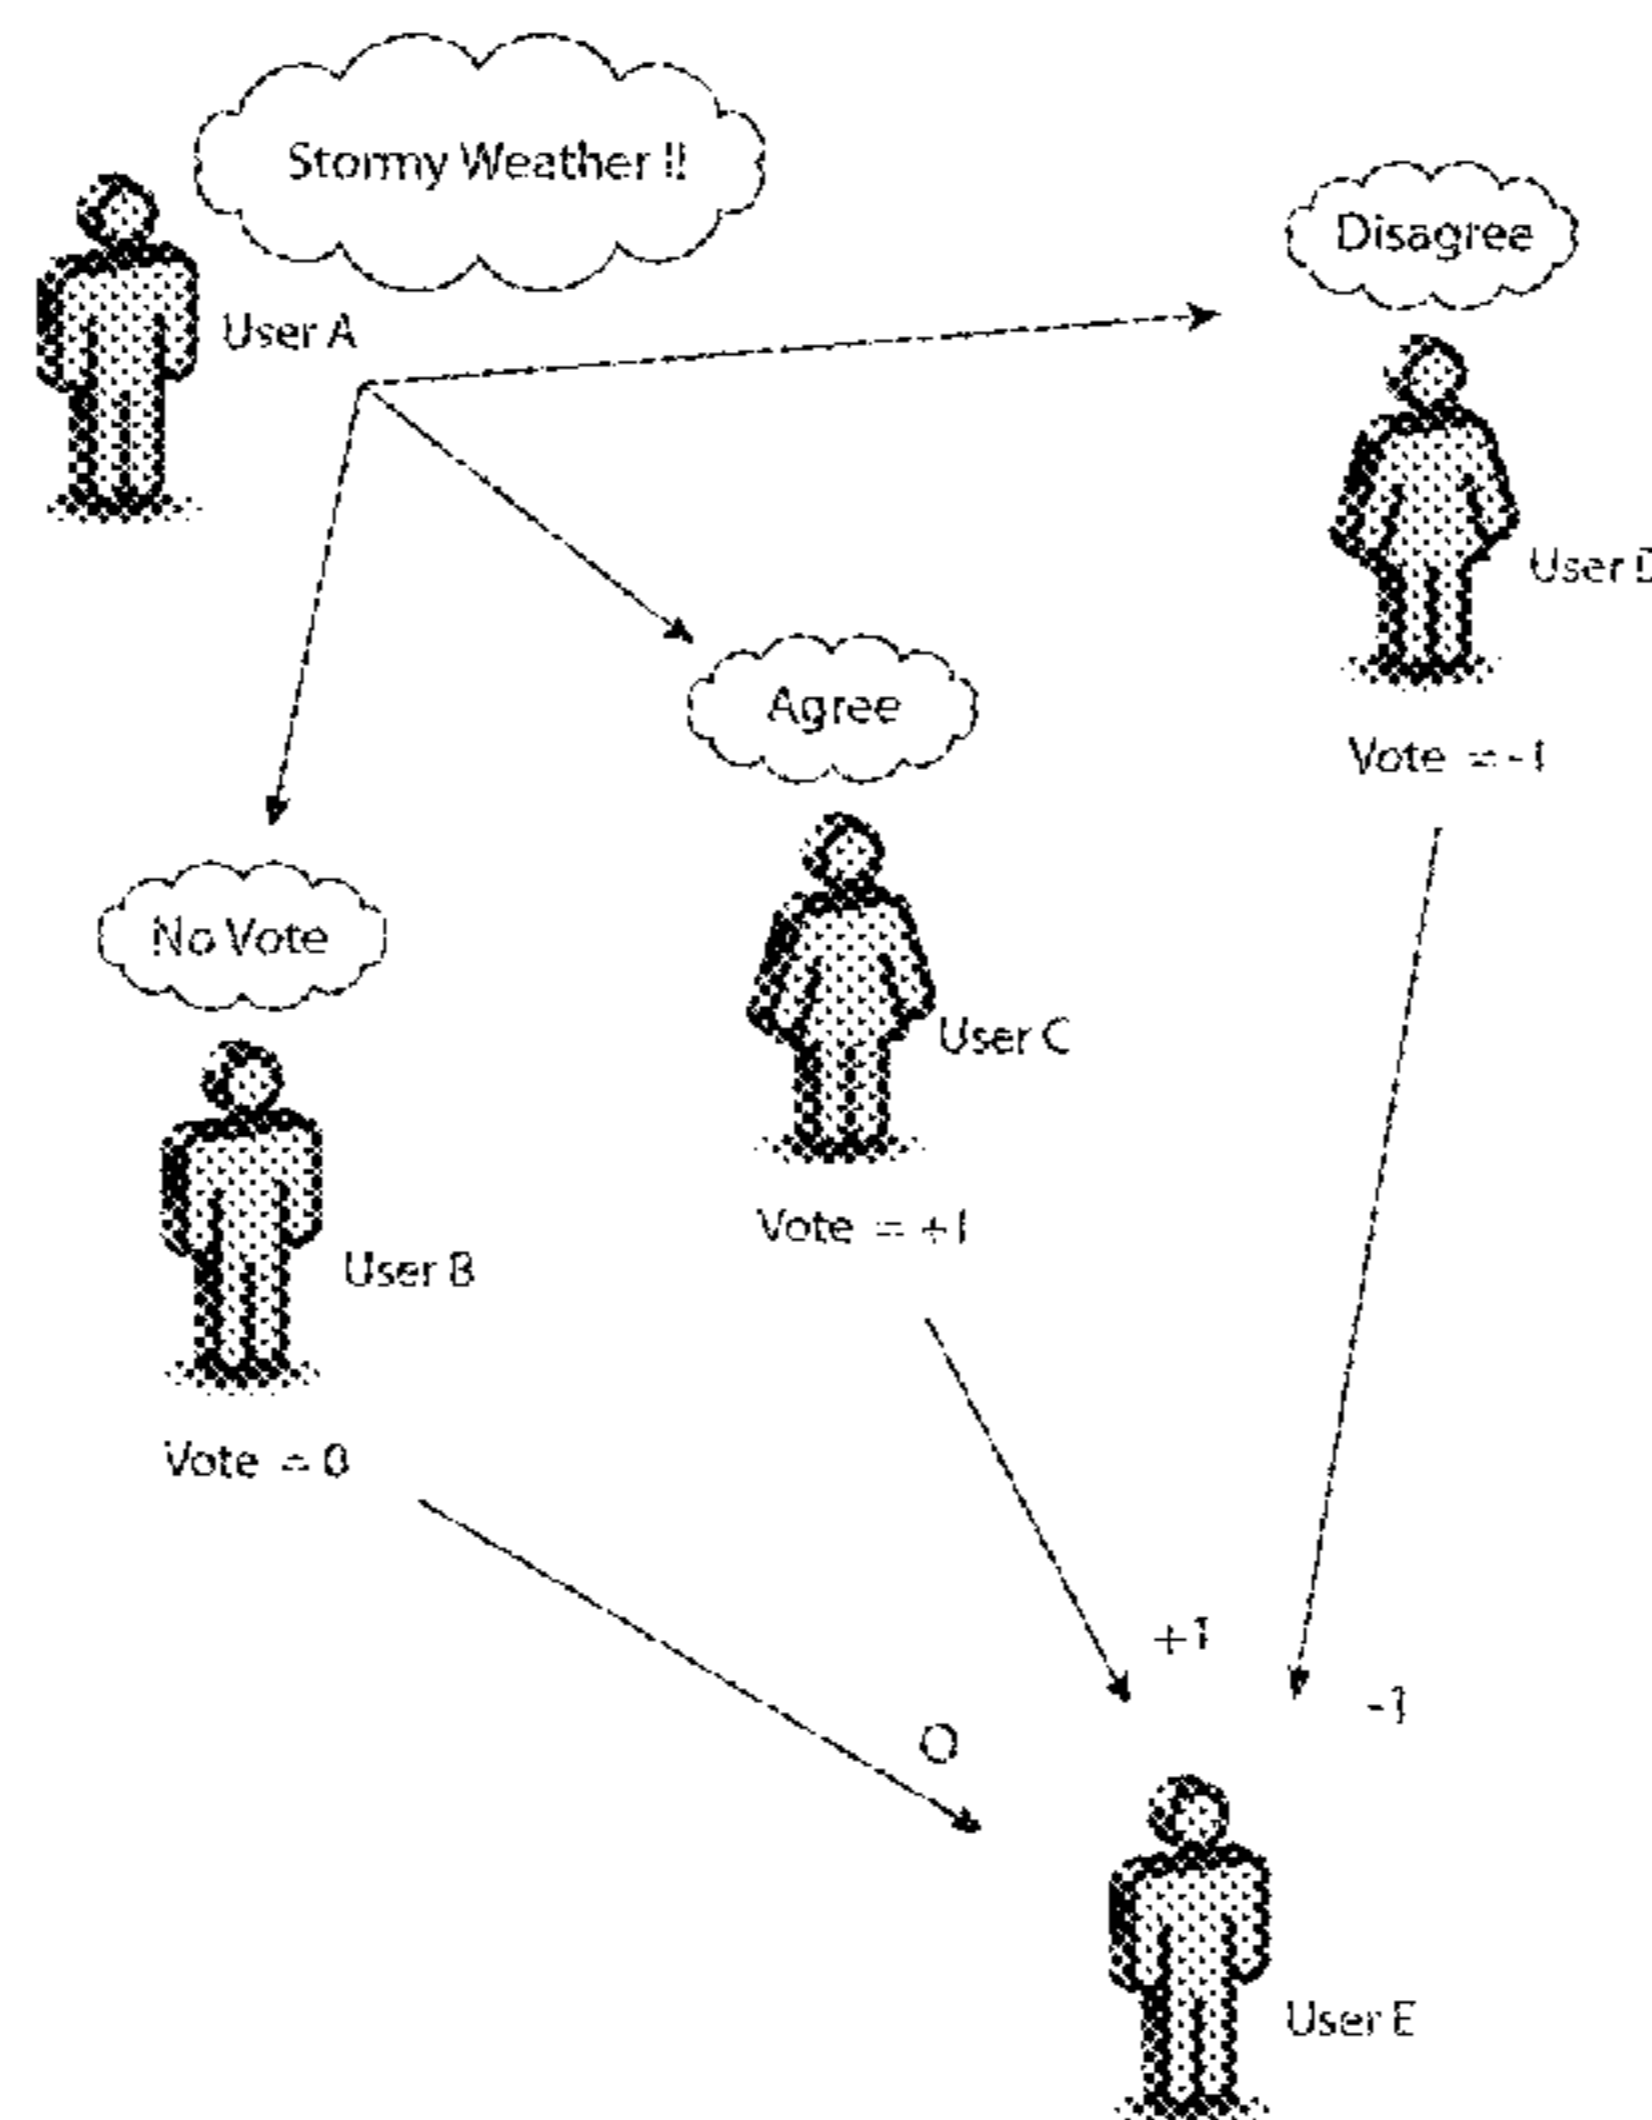 Stormy Weather !!
User A
Disagree
User D
Vote = -1
Agree
User C
Vote = +1
No Vote
User B
Vote = 0
+1
-1
O
User E